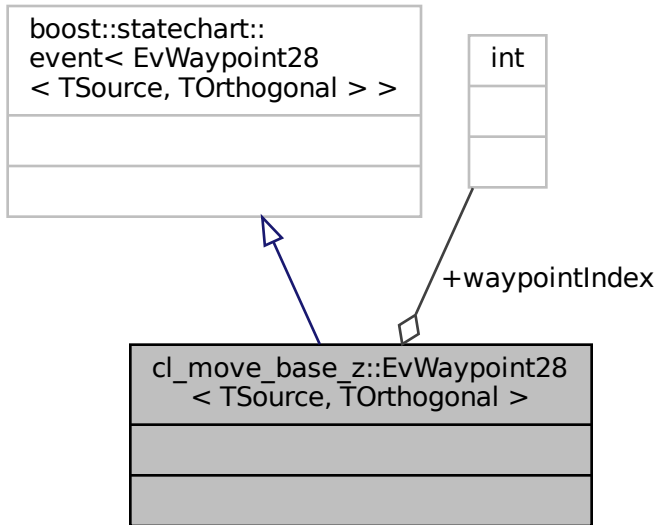 boost::statechart::
event< EvWaypoint28
< TSource, TOrthogonal > >
int
+waypointIndex
cl_move_base_z::EvWaypoint28
< TSource, TOrthogonal >